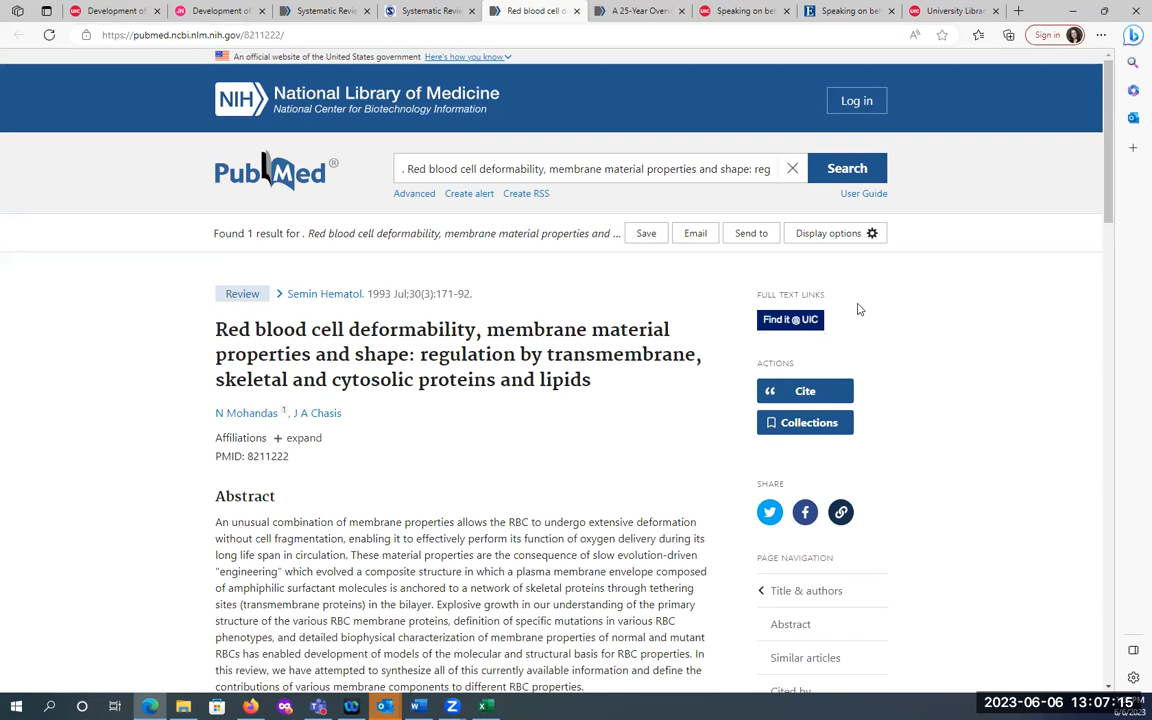 Development of
Development of
Systematic Revie
Systematic Revie
Red blood cell d
A 25-Year Over
Speaking on beh
Speaking on beh
University Librar
https://pubmed.ncbi.nlm.nih.gov/8211222/
Sign in
An official website of the United States government Here's how you know
NIH National Library of Medicine
National Center for Biotechnology Information
Log in
PubMed®
. Red blood cell deformability, membrane material properties and shape: reg
Search
Advanced Create alert Create RSS
User Guide
Found 1 result for . Red blood cell deformability, membrane material properties and ...
Save
Email
Send to
Display options
Review
Semin Hematol. 1993 Jul;30(3):171-92.
Red blood cell deformability, membrane material
properties and shape: regulation by transmembrane,
skeletal and cytosolic proteins and lipids
N Mohandas 1, J A Chasis
Affiliations + expand
PMID: 8211222
Abstract
An unusual combination of membrane properties allows the RBC to undergo extensive deformation
without cell fragmentation, enabling it to effectively perform its function of oxygen delivery during its
long life span in circulation. These material properties are the consequence of slow evolution-driven
"engineering" which evolved a composite structure in which a plasma membrane envelope composed
of amphiphilic surfactant molecules is anchored to a network of skeletal proteins through tethering
sites (transmembrane proteins) in the bilayer. Explosive growth in our understanding of the primary
structure of the various RBC membrane proteins, definition of specific mutations in various RBC
phenotypes, and detailed biophysical characterization of membrane properties of normal and mutant
RBCs has enabled development of models of the molecular and structural basis for RBC properties. In
this review, we have attempted to synthesize all of this currently available information and define the
contributions of various membrane components to different RBC properties.
FULL TEXT LINKS
Find it @ UIC
ACTIONS
Cite
Collections
SHARE
PAGE NAVIGATION
Title & authors
Abstract
Similar articles
Cited by
2023-06-06 13:07:15
6/6/2023